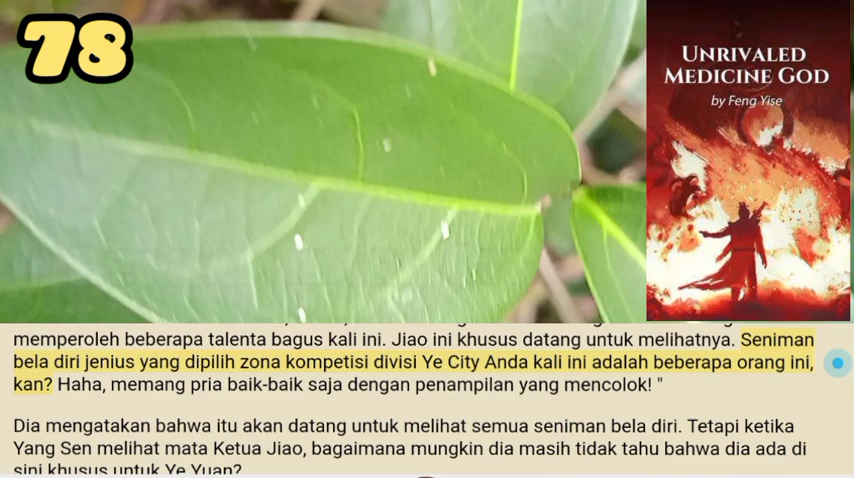 78
UNRIVALED
MEDICINE GOD
by Feng Yise
memperoleh beberapa talenta bagus kali ini. Jiao ini khusus datang untuk melihatnya. Seniman
bela diri jenius yang dipilih zona kompetisi divisi Ye City Anda kali ini adalah beberapa orang ini,
kan? Haha, memang pria baik-baik saja dengan penampilan yang mencolok! "
Dia mengatakan bahwa itu akan datang untuk melihat semua seniman bela diri. Tetapi ketika
Yang Sen melihat mata Ketua Jiao, bagaimana mungkin dia masih tidak tahu bahwa dia ada di
sini khusus untuk Ye Yuan?